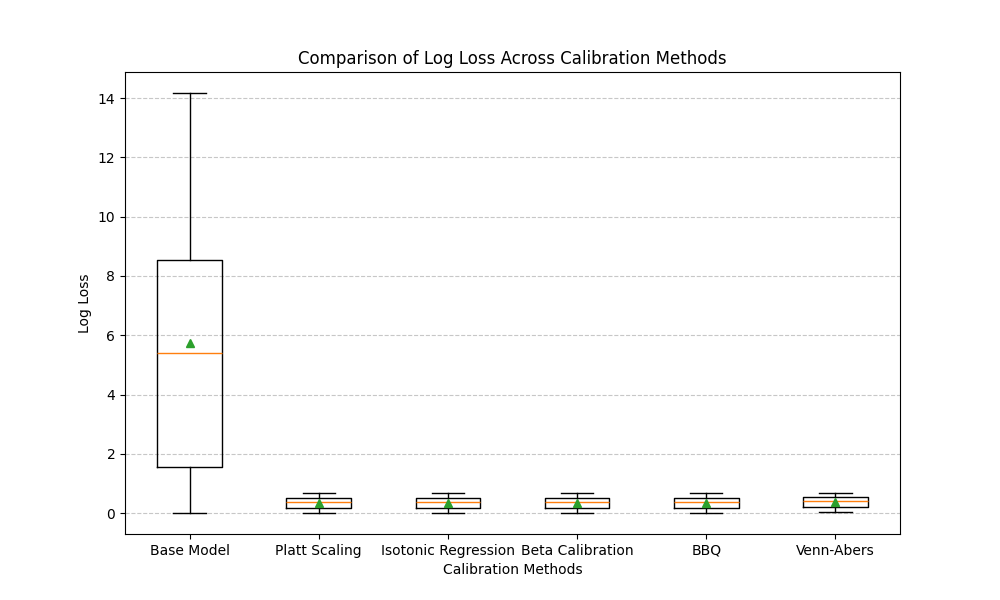 Comparison of Log Loss Across Calibration Methods
14
12
10
8
6
4
2
0
Log Loss
Base Model Platt Scaling Isotonic Regression Beta Calibration BBQ Venn-Abers
Calibration Methods